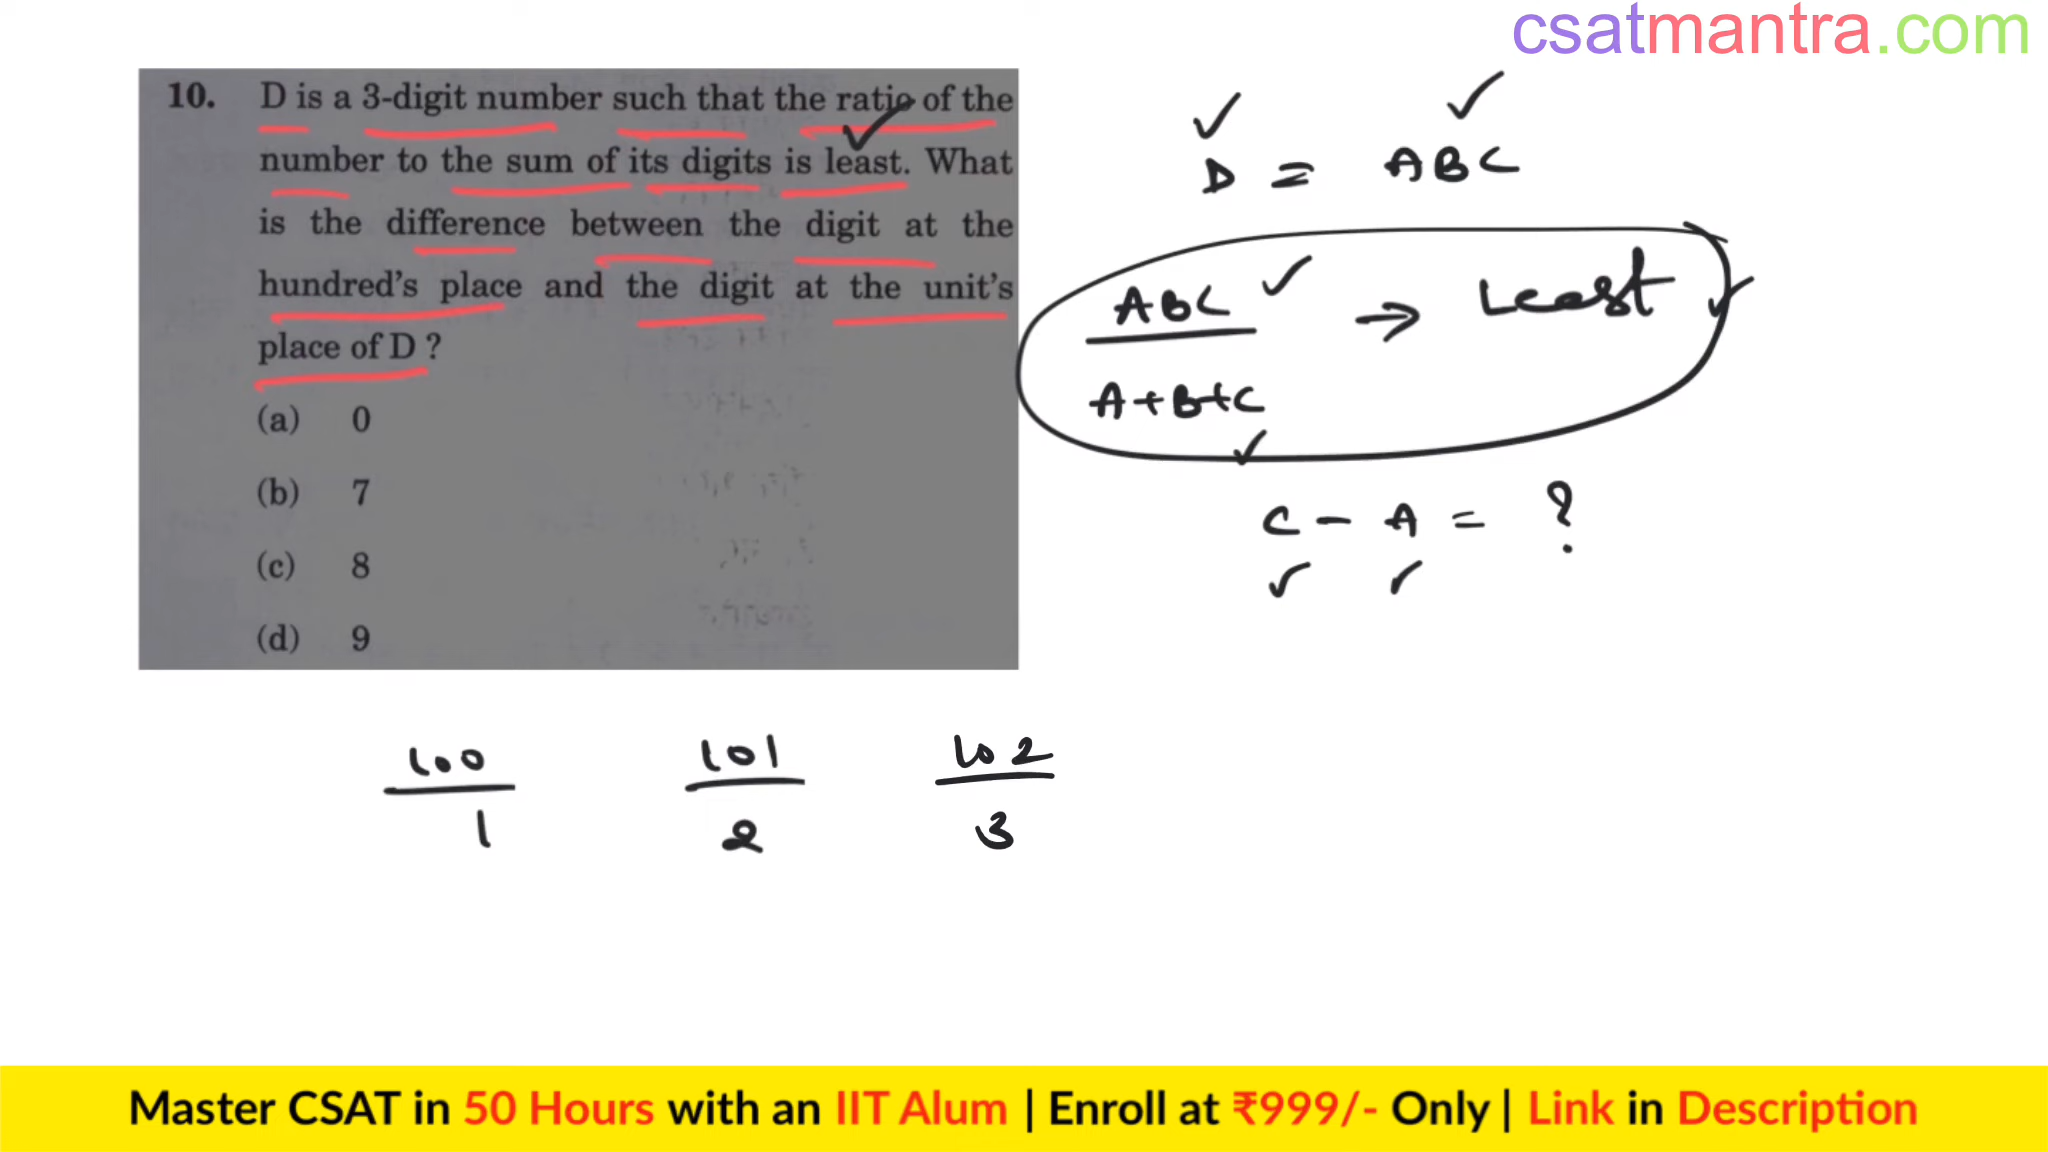 csatmantra.com
10. D is a 3-digit number such that the ratio of the
number to the sum of its digits is least. What
is the difference between the digit at the
hundred's place and the digit at the unit's
place of D ?
(a) 0
(b) 7
(c) 8
(d) 9
D = ABC
ABC → Least
A+B+C
C - A = ?
100 101 102
1 2 3
Master CSAT in 50 Hours with an IIT Alum | Enroll at ₹999/- Only | Link in Description